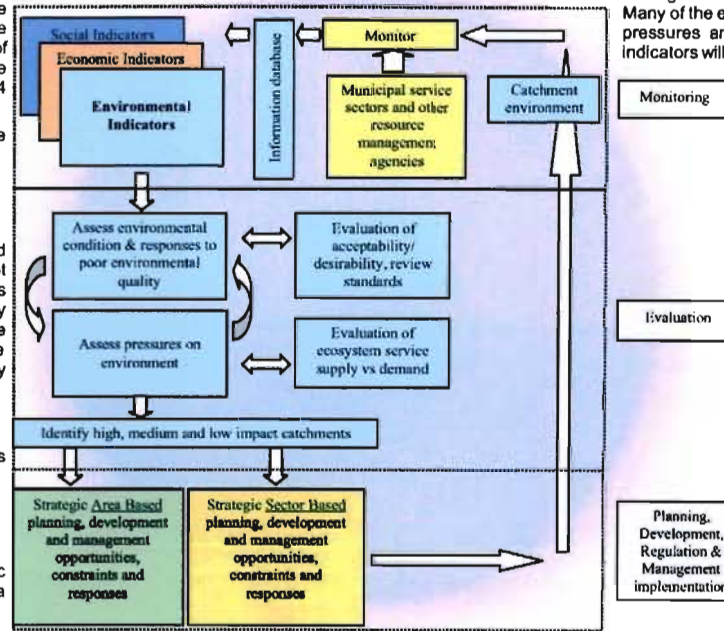 Many of the e
pressures an
indicators will
Social Indicators
Economic Indicators
Environmental
Indicators
Information database
Monitor
Municipal service
sectors and other
resource
management
agencies
Catchment
environment
Monitoring
Assess environmental
condition & responses to
poor environmental
quality
Evaluation of
acceptability/
desirability, review
standards
Assess pressures on
environment
Evaluation of
ecosystem service
supply vs demand
Evaluation
Identify high, medium and low impact catchments
Strategic Area Based
planning, development
and management
opportunities,
constraints and
responses
Strategic Sector Based
planning, development
and management
opportunities,
constraints and
responses
Planning,
Development,
Regulation &
Management
implementation